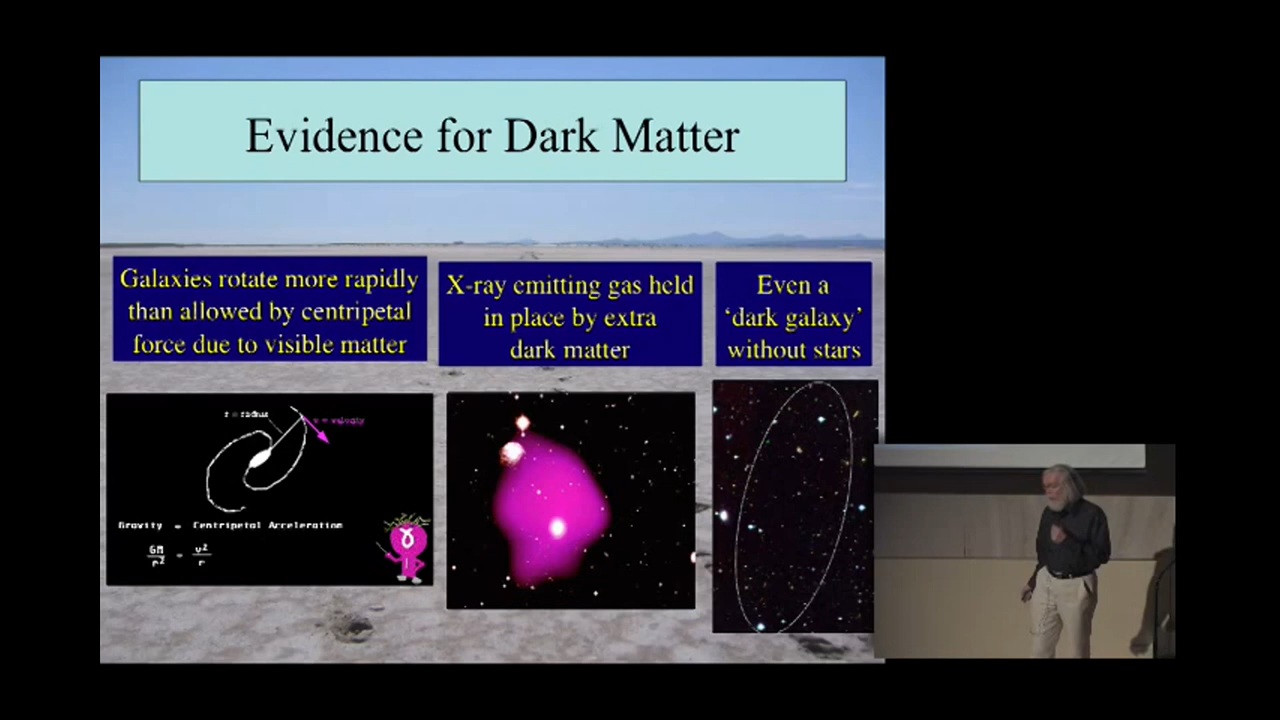 Evidence for Dark Matter
Galaxies rotate more rapidly
than allowed by centripetal
force due to visible matter
X-ray emitting gas held
in place by extra
dark matter
Even a
‘dark galaxy’
without stars
r = radius
v = velocity
Gravity = Centripetal Acceleration
GM = v²
r² r